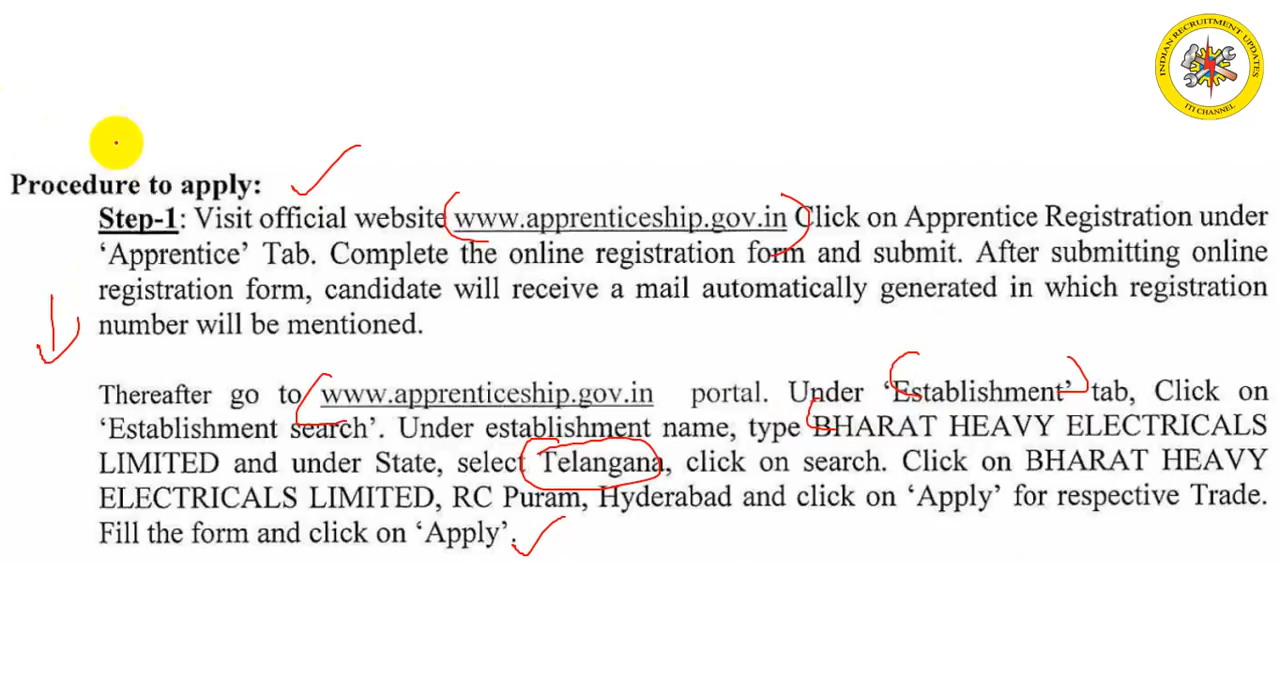 INDIAN RECRUITMENT UPDATES
ITI CHANNEL
Procedure to apply:
Step-1: Visit official website www.apprenticeship.gov.in Click on Apprentice Registration under
‘Apprentice’ Tab. Complete the online registration form and submit. After submitting online
registration form, candidate will receive a mail automatically generated in which registration
number will be mentioned.
Thereafter go to www.apprenticeship.gov.in portal. Under ‘Establishment’ tab, Click on
‘Establishment search’. Under establishment name, type BHARAT HEAVY ELECTRICALS
LIMITED and under State, select Telangana, click on search. Click on BHARAT HEAVY
ELECTRICALS LIMITED, RC Puram, Hyderabad and click on ‘Apply’ for respective Trade.
Fill the form and click on ‘Apply’.